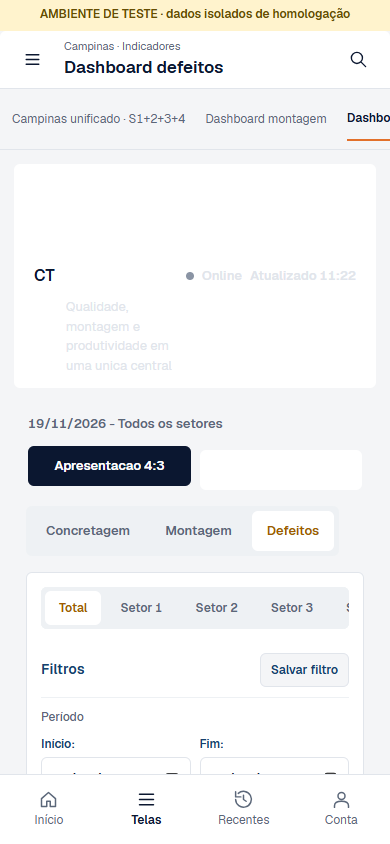 AMBIENTE DE TESTE · dados isolados de homologação
Campinas · Indicadores
Dashboard defeitos
Campinas unificado · S1+2+3+4
Dashboard montagem
CT
Online
Atualizado 11:22
Qualidade,
montagem e
produtividade em
uma unica central
19/11/2026 - Todos os setores
Apresentacao 4:3
Concretagem
Montagem
Defeitos
Total
Setor 1
Setor 2
Setor 3
Filtros
Salvar filtro
Período
Início:
Fim:
Início
Telas
Recentes
Conta